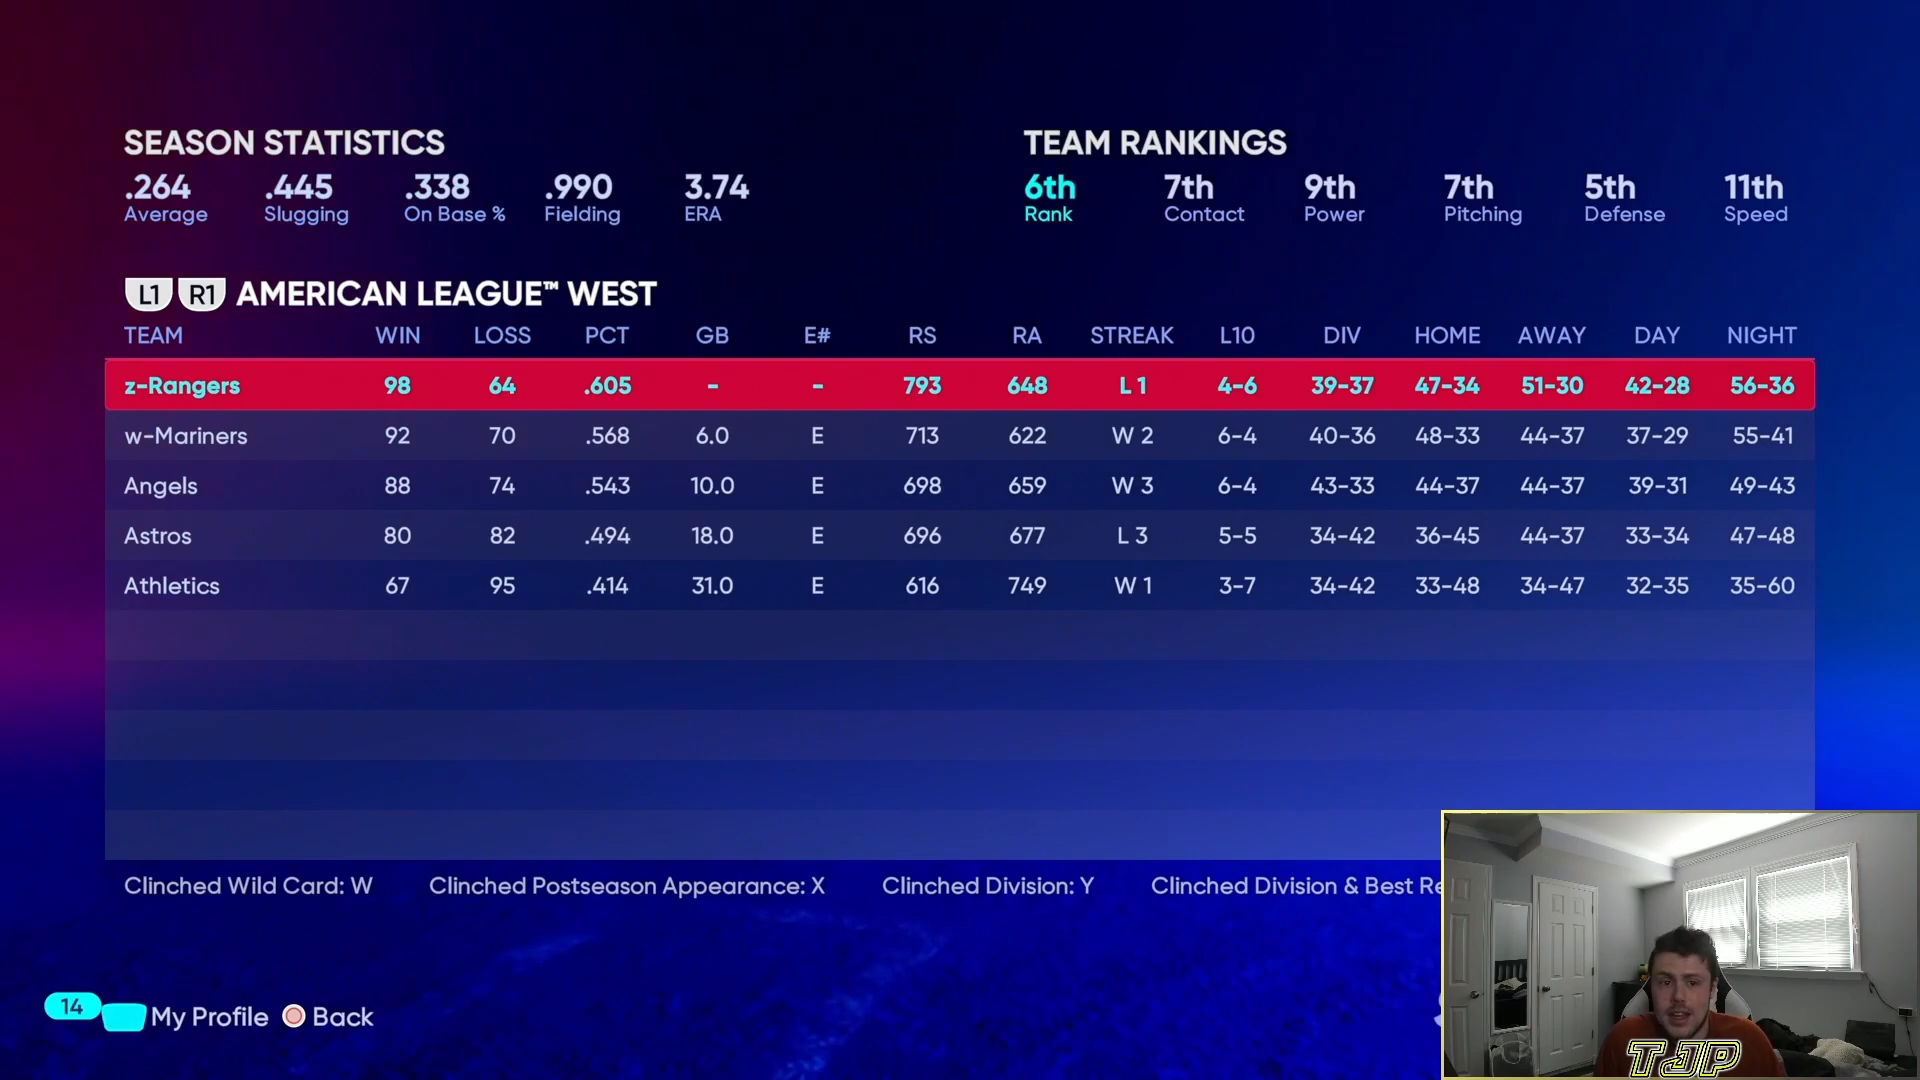 SEASON STATISTICS
.264 .445 .338 .990 3.74
Average Slugging On Base % Fielding ERA
TEAM RANKINGS
6th 7th 9th 7th 5th 11th
Rank Contact Power Pitching Defense Speed
L1 R1 AMERICAN LEAGUE™ WEST
TEAM WIN LOSS PCT GB E# RS RA STREAK L10 DIV HOME AWAY DAY NIGHT
z-Rangers 98 64 .605 - - 793 648 L 1 4-6 39-37 47-34 51-30 42-28 56-36
w-Mariners 92 70 .568 6.0 E 713 622 W 2 6-4 40-36 48-33 44-37 37-29 55-41
Angels 88 74 .543 10.0 E 698 659 W 3 6-4 43-33 44-37 44-37 39-31 49-43
Astros 80 82 .494 18.0 E 696 677 L 3 5-5 34-42 36-45 44-37 33-34 47-48
Athletics 67 95 .414 31.0 E 616 749 W 1 3-7 34-42 33-48 34-47 32-35 35-60
Clinched Wild Card: W Clinched Postseason Appearance: X Clinched Division: Y Clinched Division & Best Re
14 My Profile Back
TJP